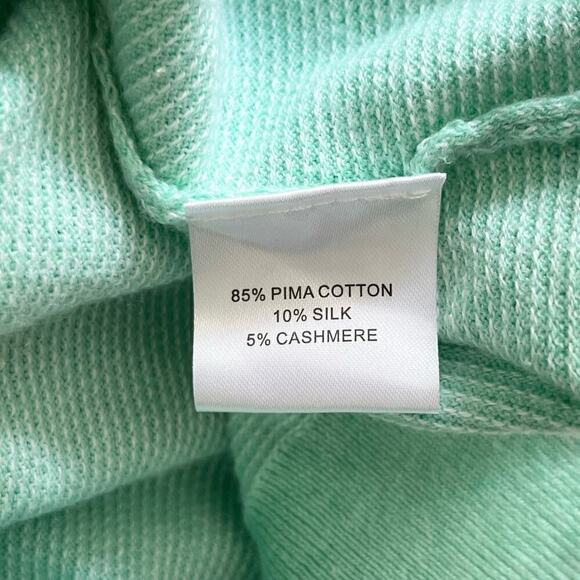 85% PIMA COTTON
10% SILK
5% CASHMERE